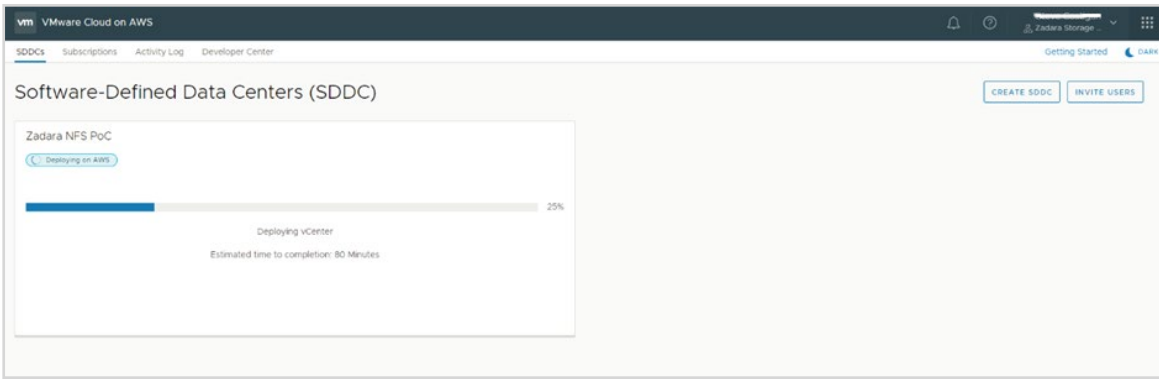 vm VMware Cloud on AWS
Zadara Storage ...
SDDCs Subscriptions Activity Log Developer Center Getting Started DARK
Software-Defined Data Centers (SDDC) CREATE SDDC INVITE USERS
Zadara NFS PoC
Deploying on AWS
25%
Deploying vCenter
Estimated time to completion: 80 Minutes